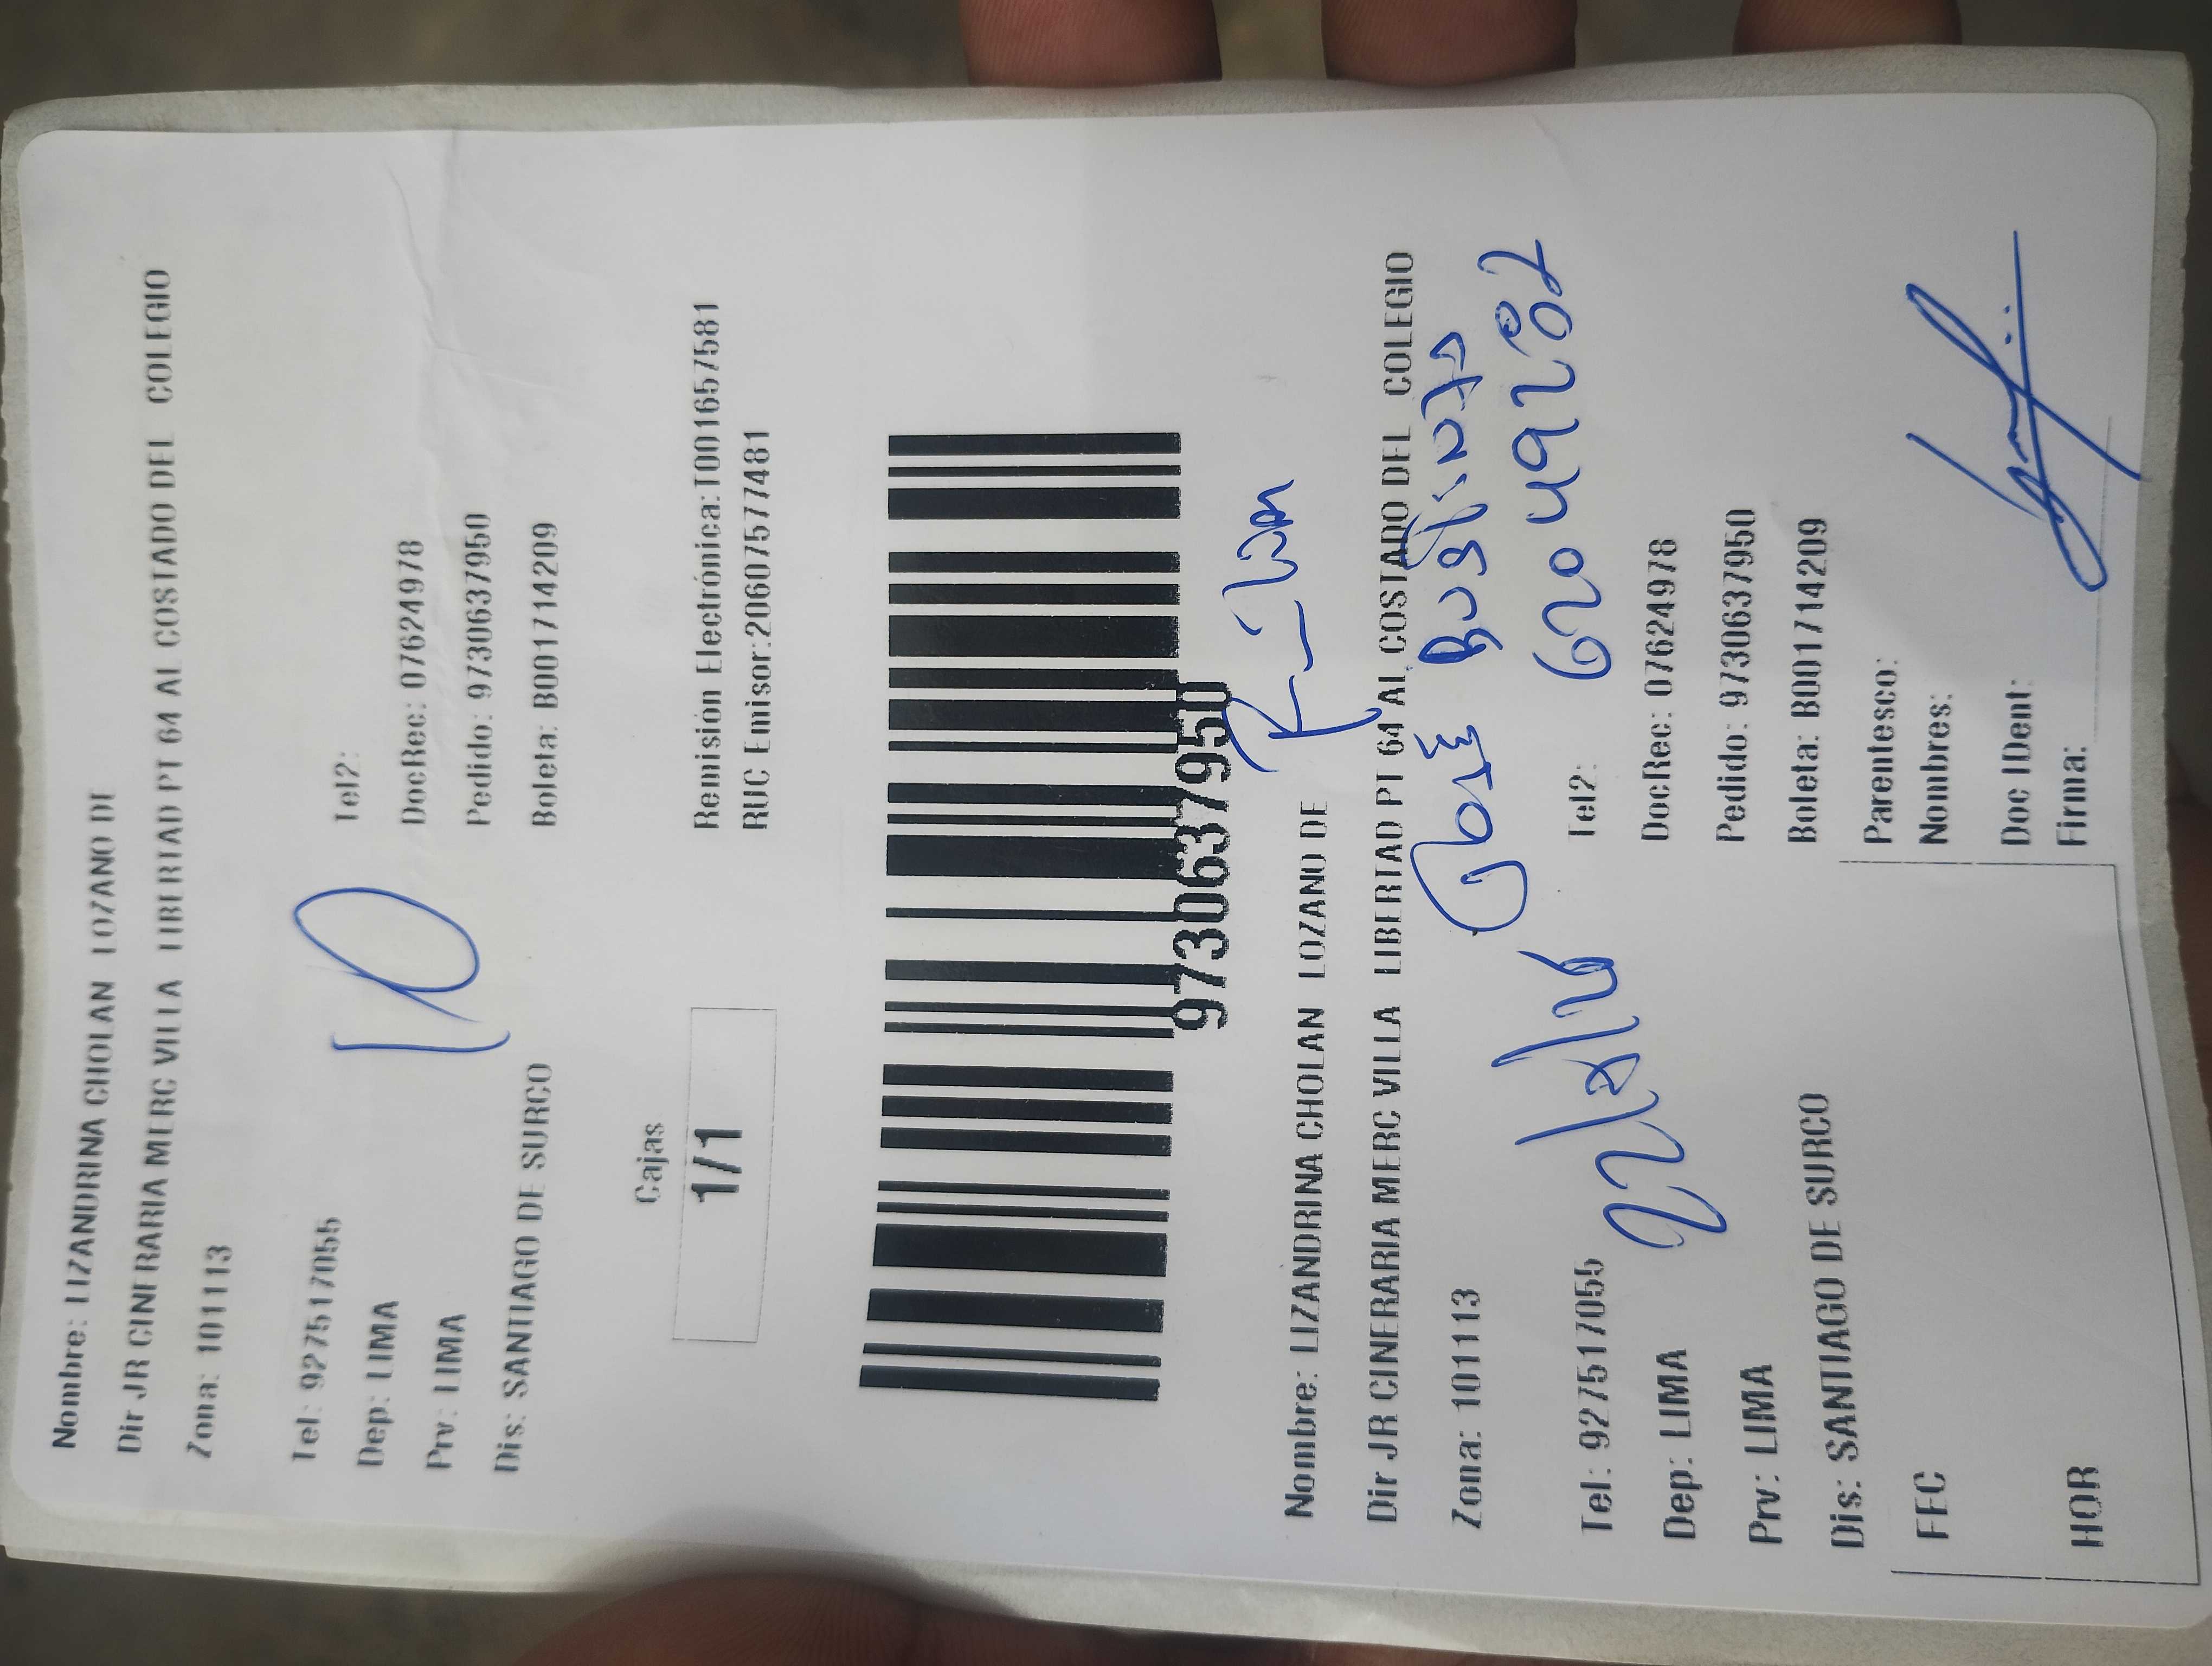 Nombre: LIZANDRINA CHOLAN LOZANO DE
Dir JR CINERARIA MERC VILLA LIBERTAD PT 64 AL COSTADO DEL COLEGIO
Zona: 101113
Tel: 927517055
Tel2:
Dep: LIMA
DocRec: 07624978
Prv: LIMA
Pedido: 9730637950
Dis: SANTIAGO DE SURCO
Boleta: B001714209
10
Cajas
1/1
Remisión Electrónica:T001657581
RUC Emisor:20607577481
9730637950
Nombre: LIZANDRINA CHOLAN LOZANO DE
Dir JR CINERARIA MERC VILLA LIBERTAD PT 64 AL COSTADO DEL COLEGIO
José
Zona: 101113
Tel: 927517055
Tel2:
Dep: LIMA
DocRec: 07624978
Prv: LIMA
Pedido: 9730637950
Dis: SANTIAGO DE SURCO
Boleta: B001714209
FEC
Parentesco:
Nombres:
HOR
Doc IDent:
Firma: